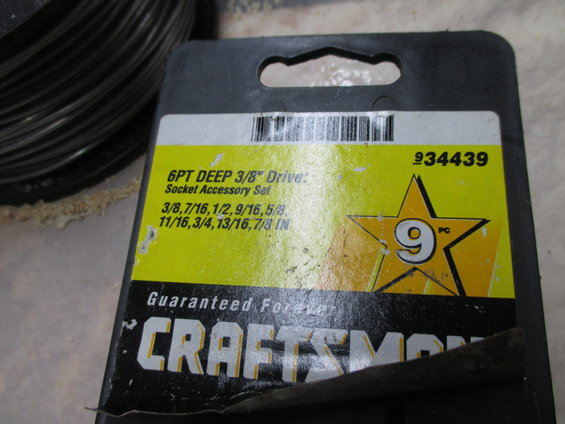 934439
6PT DEEP 3/8" Drive:
Socket Accessory Set
3/8,7/16,1/2,9/16,5/8,
11/16,3/4,13/16,7/8 IN
9 PC
Guaranteed